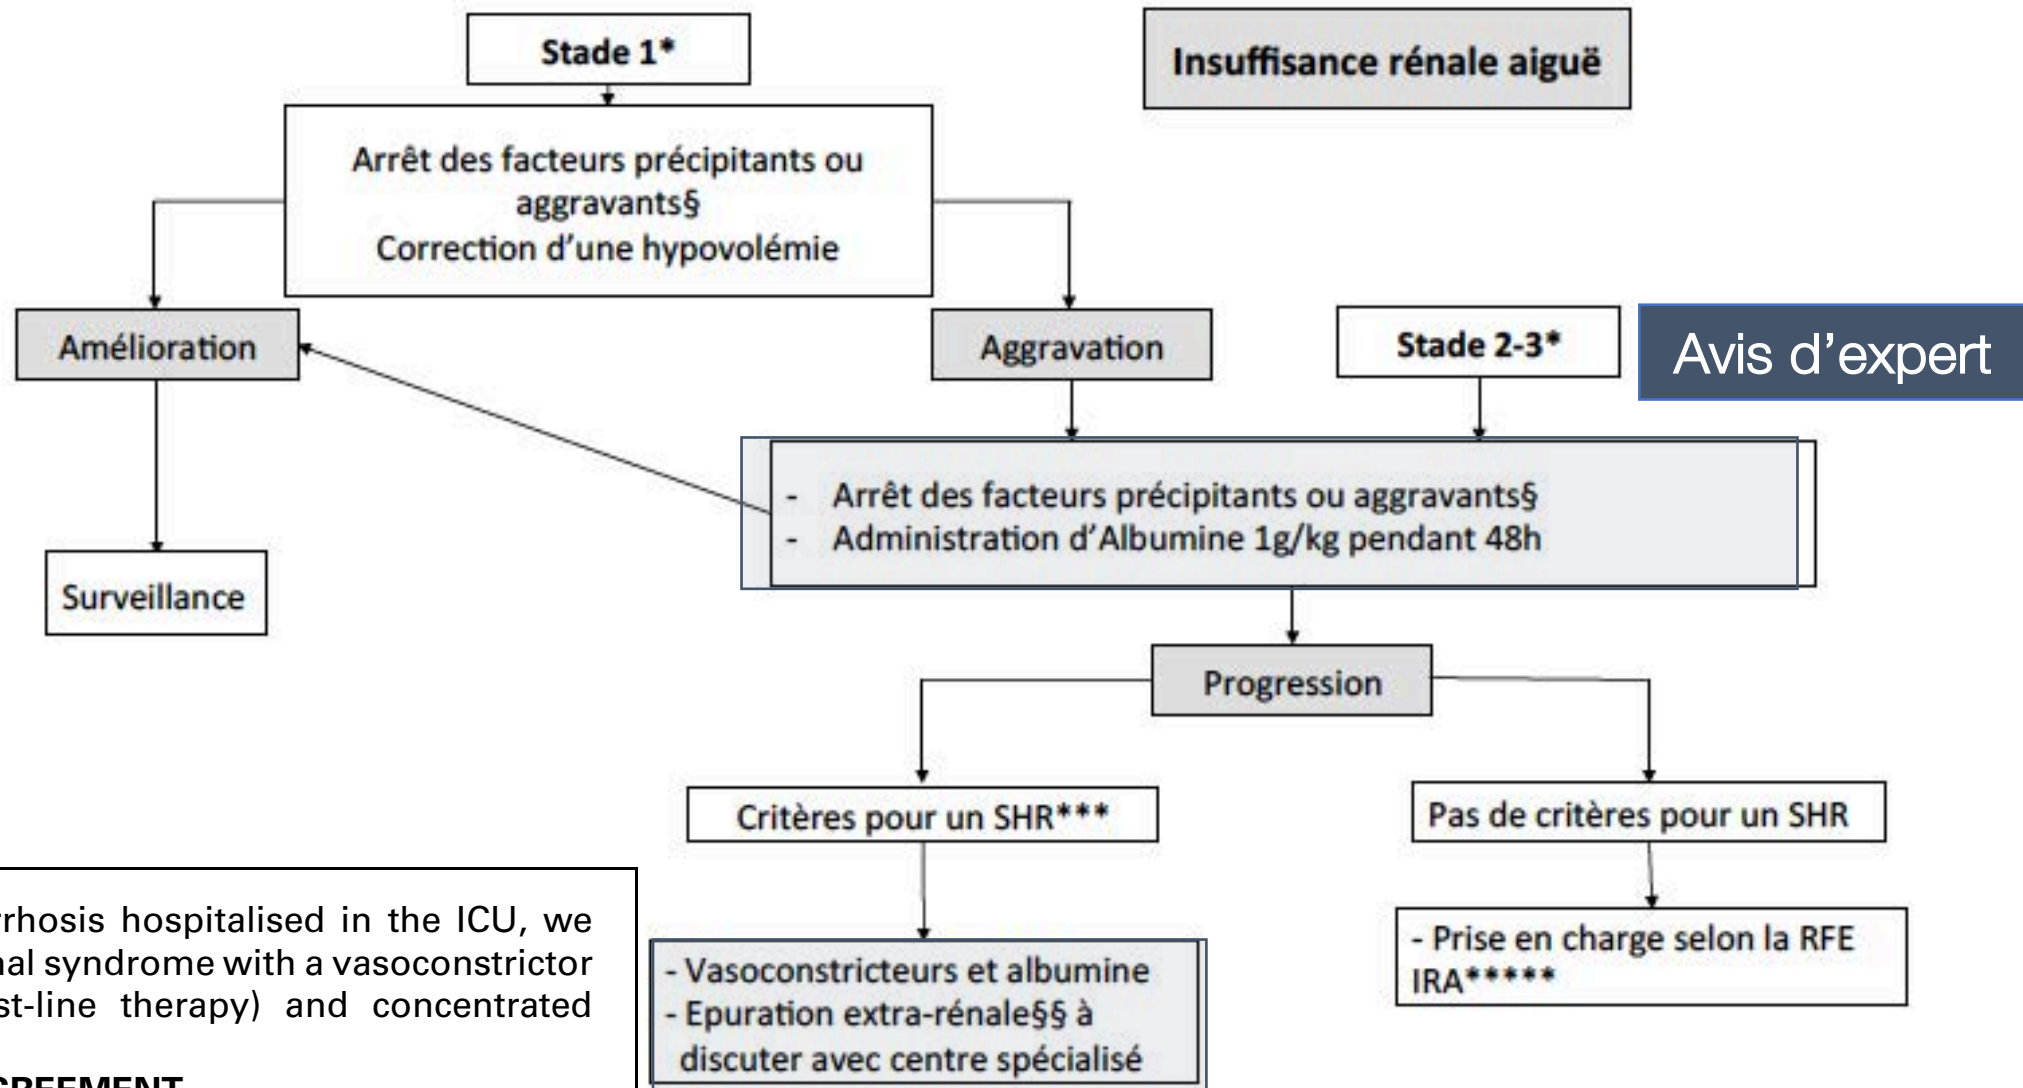 Stade 1*
Insuffisance rénale aiguë
Arrêt des facteurs précipitants ou
aggravants§
Correction d'une hypovolémie
Amélioration
Aggravation
Stade 2-3*
Avis d'expert
- Arrêt des facteurs précipitants ou aggravants§
- Administration d'Albumine 1g/kg pendant 48h
Surveillance
Progression
Critères pour un SHR***
Pas de critères pour un SHR
- Vasoconstricteurs et albumine
- Epuration extra-rénale§§ à
discuter avec centre spécialisé
- Prise en charge selon la RFE
IRA*****
hospitalised in the ICU, we
syndrome with a vasoconstrictor
therapy) and concentrated